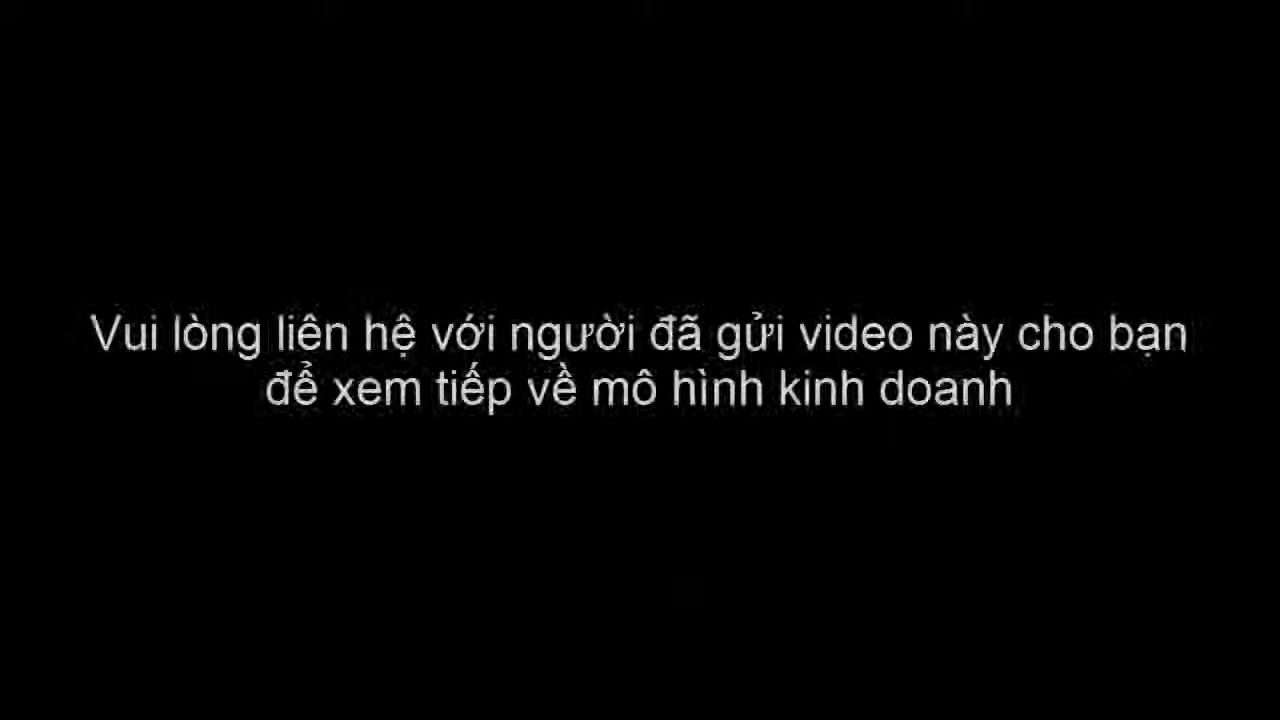 Vui lòng liên hệ với người đã gửi video này cho bạn
để xem tiếp về mô hình kinh doanh